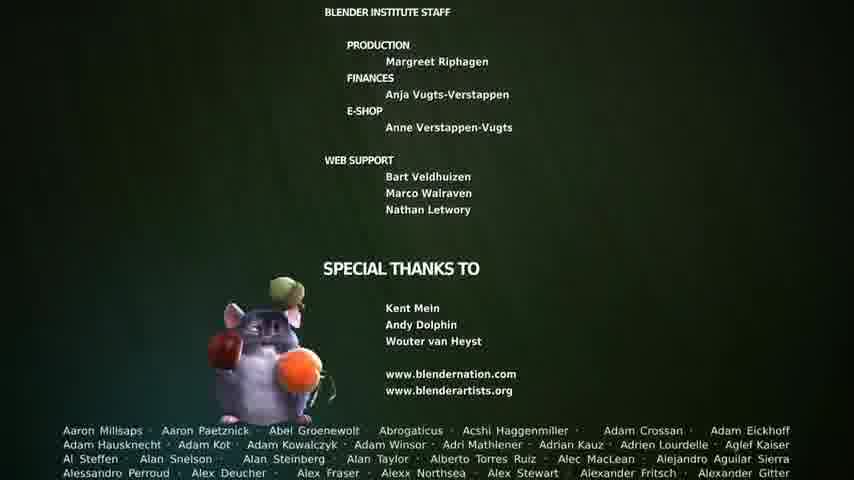 BLENDER INSTITUTE STAFF
PRODUCTION
Margreet Riphagen
FINANCES
Anja Vugts-Verstappen
E-SHOP
Anne Verstappen-Vugts
WEB SUPPORT
Bart Veldhuizen
Marco Walraven
Nathan Letwory
SPECIAL THANKS TO
Kent Mein
Andy Dolphin
Wouter van Heyst
www.blendernation.com
www.blenderartists.org
Aaron Millsaps · Aaron Paetznick · Abel Groenewolt · Abrogaticus · Acshi Haggenmiller · Adam Crossan · Adam Eickhoff
Adam Hausknecht · Adam Kot · Adam Kowalczyk · Adam Winsor · Adri Mathlener · Adrian Kauz · Adrien Lourdelle · Aglef Kaiser
Al Steffen · Alan Snelson · Alan Steinberg · Alan Taylor · Alberto Torres Ruiz · Alec MacLean · Alejandro Aguilar Sierra
Alessandro Perroud · Alex Deucher · Alex Fraser · Alexx Northsea · Alex Stewart · Alexander Fritsch · Alexander Gitter